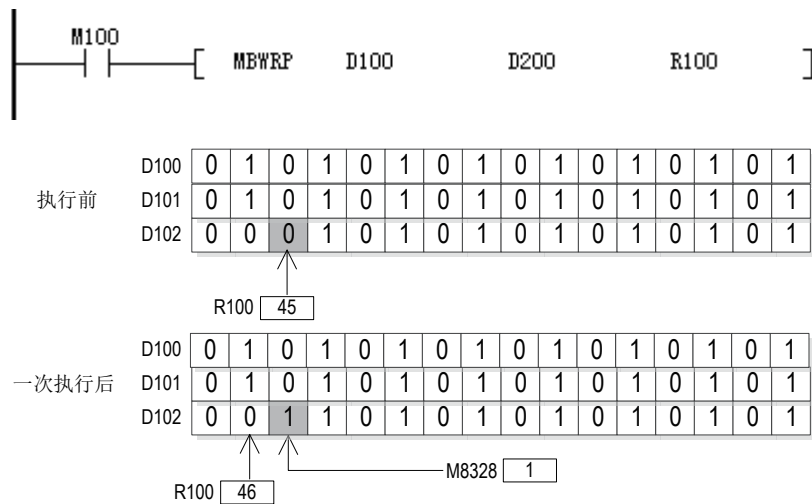 M100
[ MBWRP D100 D200 R100 ]
D100 0 1 0 1 0 1 0 1 0 1 0 1 0 1 0 1
执行前 D101 0 1 0 1 0 1 0 1 0 1 0 1 0 1 0 1
D102 0 0 0 1 0 1 0 1 0 1 0 1 0 1 0 1
R100 45
D100 0 1 0 1 0 1 0 1 0 1 0 1 0 1 0 1
一次执行后 D101 0 1 0 1 0 1 0 1 0 1 0 1 0 1 0 1
D102 0 0 1 1 0 1 0 1 0 1 0 1 0 1 0 1
M8328 1
R100 46